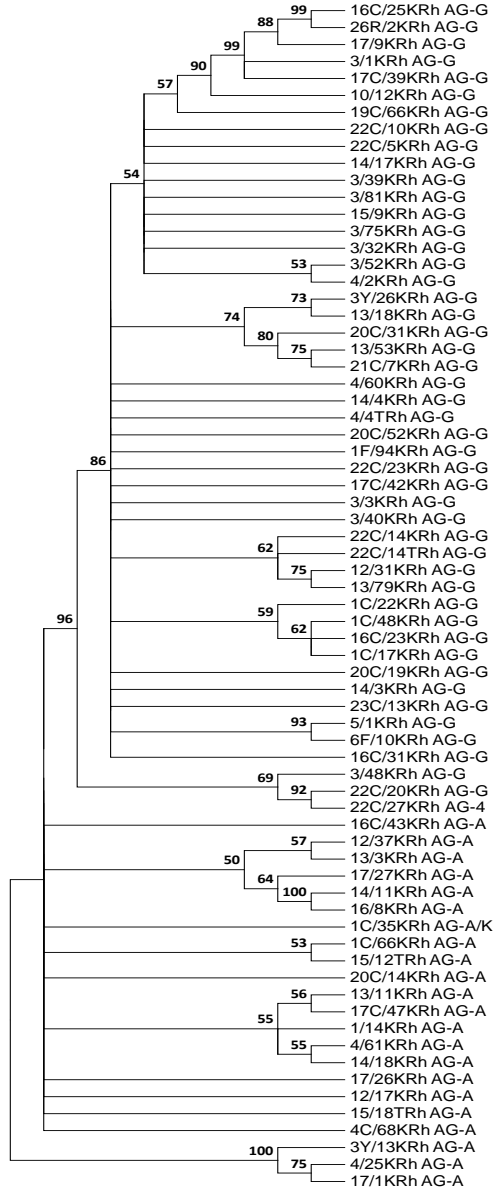 99 16C/25KRh AG-G
26R/2KRh AG-G
88 17/9KRh AG-G
99 3/1KRh AG-G
17C/39KRh AG-G
90 10/12KRh AG-G
57 19C/66KRh AG-G
22C/10KRh AG-G
22C/5KRh AG-G
14/17KRh AG-G
54 3/39KRh AG-G
3/81KRh AG-G
15/9KRh AG-G
3/75KRh AG-G
3/32KRh AG-G
53 3/52KRh AG-G
4/2KRh AG-G
73 3Y/26KRh AG-G
74 13/18KRh AG-G
80 20C/31KRh AG-G
75 13/53KRh AG-G
21C/7KRh AG-G
4/60KRh AG-G
14/4KRh AG-G
4/4TRh AG-G
20C/52KRh AG-G
1F/94KRh AG-G
86 22C/23KRh AG-G
17C/42KRh AG-G
3/3KRh AG-G
3/40KRh AG-G
22C/14KRh AG-G
62 22C/14TRh AG-G
75 12/31KRh AG-G
13/79KRh AG-G
59 1C/22KRh AG-G
1C/48KRh AG-G
96 62 16C/23KRh AG-G
1C/17KRh AG-G
20C/19KRh AG-G
14/3KRh AG-G
23C/13KRh AG-G
93 5/1KRh AG-G
6F/10KRh AG-G
16C/31KRh AG-G
69 3/48KRh AG-G
92 22C/20KRh AG-G
22C/27KRh AG-4
16C/43KRh AG-A
57 12/37KRh AG-A
50 13/3KRh AG-A
64 17/27KRh AG-A
100 14/11KRh AG-A
16/8KRh AG-A
1C/35KRh AG-A/K
53 1C/66KRh AG-A
15/12TRh AG-A
20C/14KRh AG-A
56 13/11KRh AG-A
17C/47KRh AG-A
55 1/14KRh AG-A
55 4/61KRh AG-A
14/18KRh AG-A
17/26KRh AG-A
12/17KRh AG-A
15/18TRh AG-A
4C/68KRh AG-A
100 3Y/13KRh AG-A
75 4/25KRh AG-A
17/1KRh AG-A